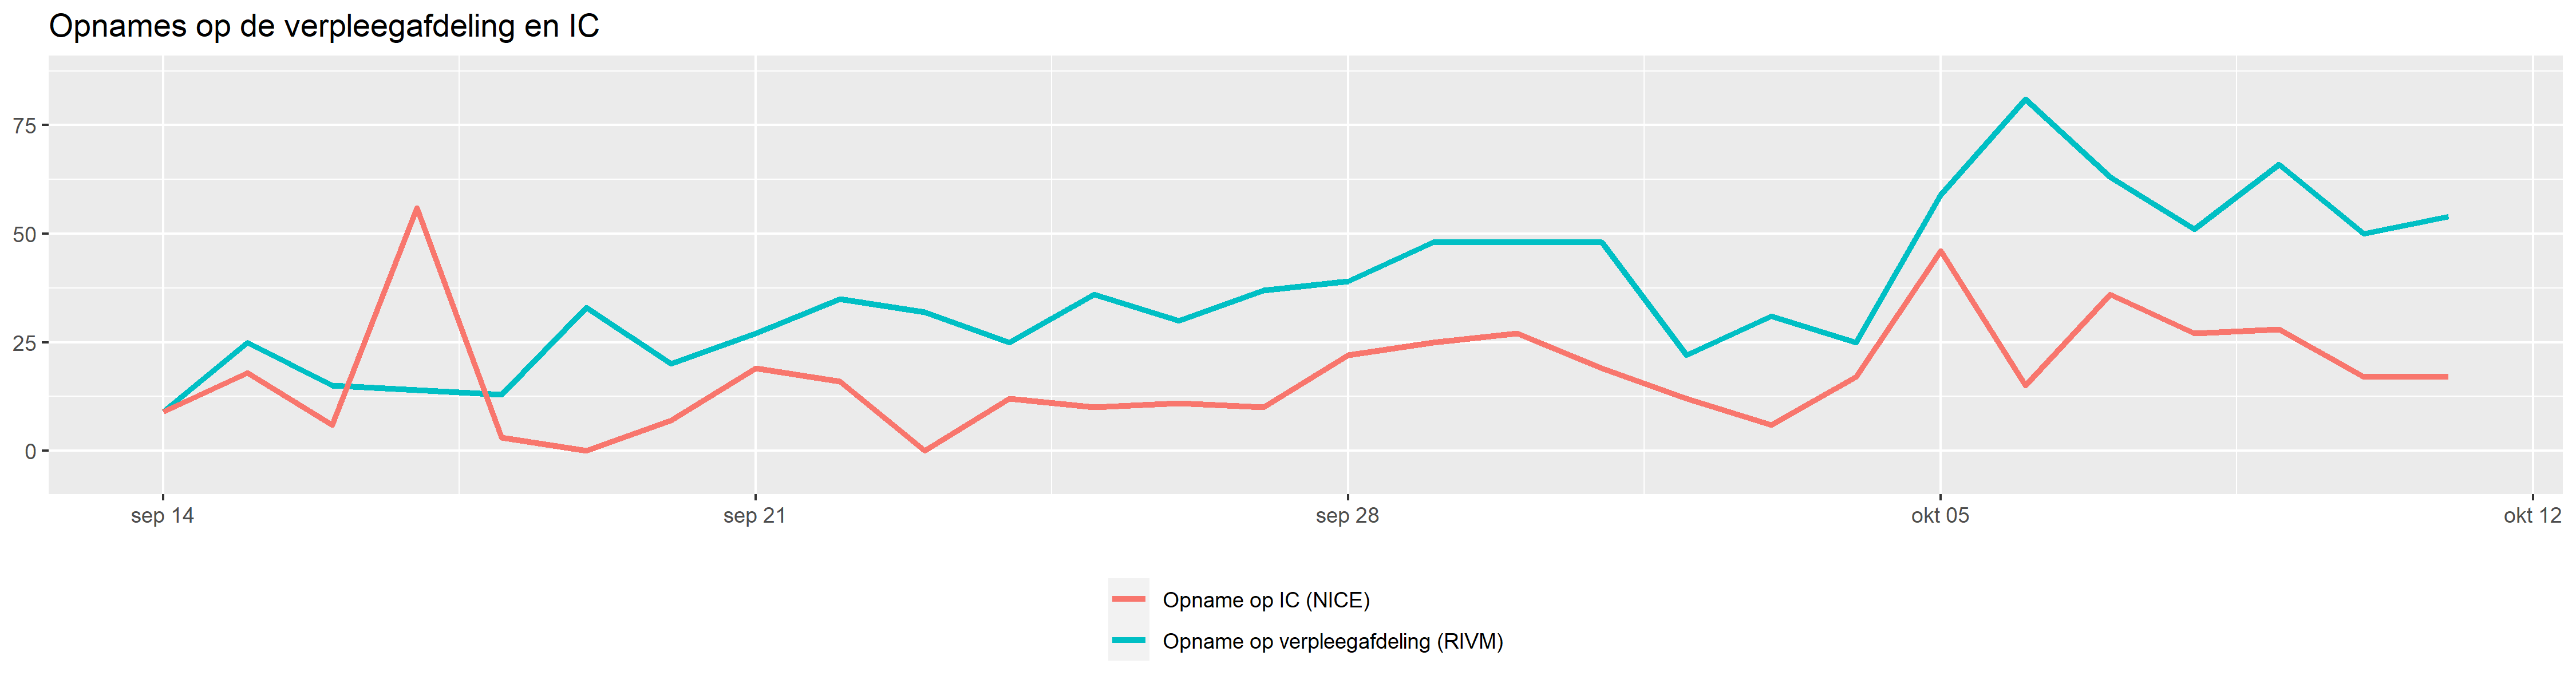 Opnames op de verpleegafdeling en IC
75
50
25
0
sep 14 sep 21 sep 28 okt 05 okt 12
Opname op IC (NICE)
Opname op verpleegafdeling (RIVM)